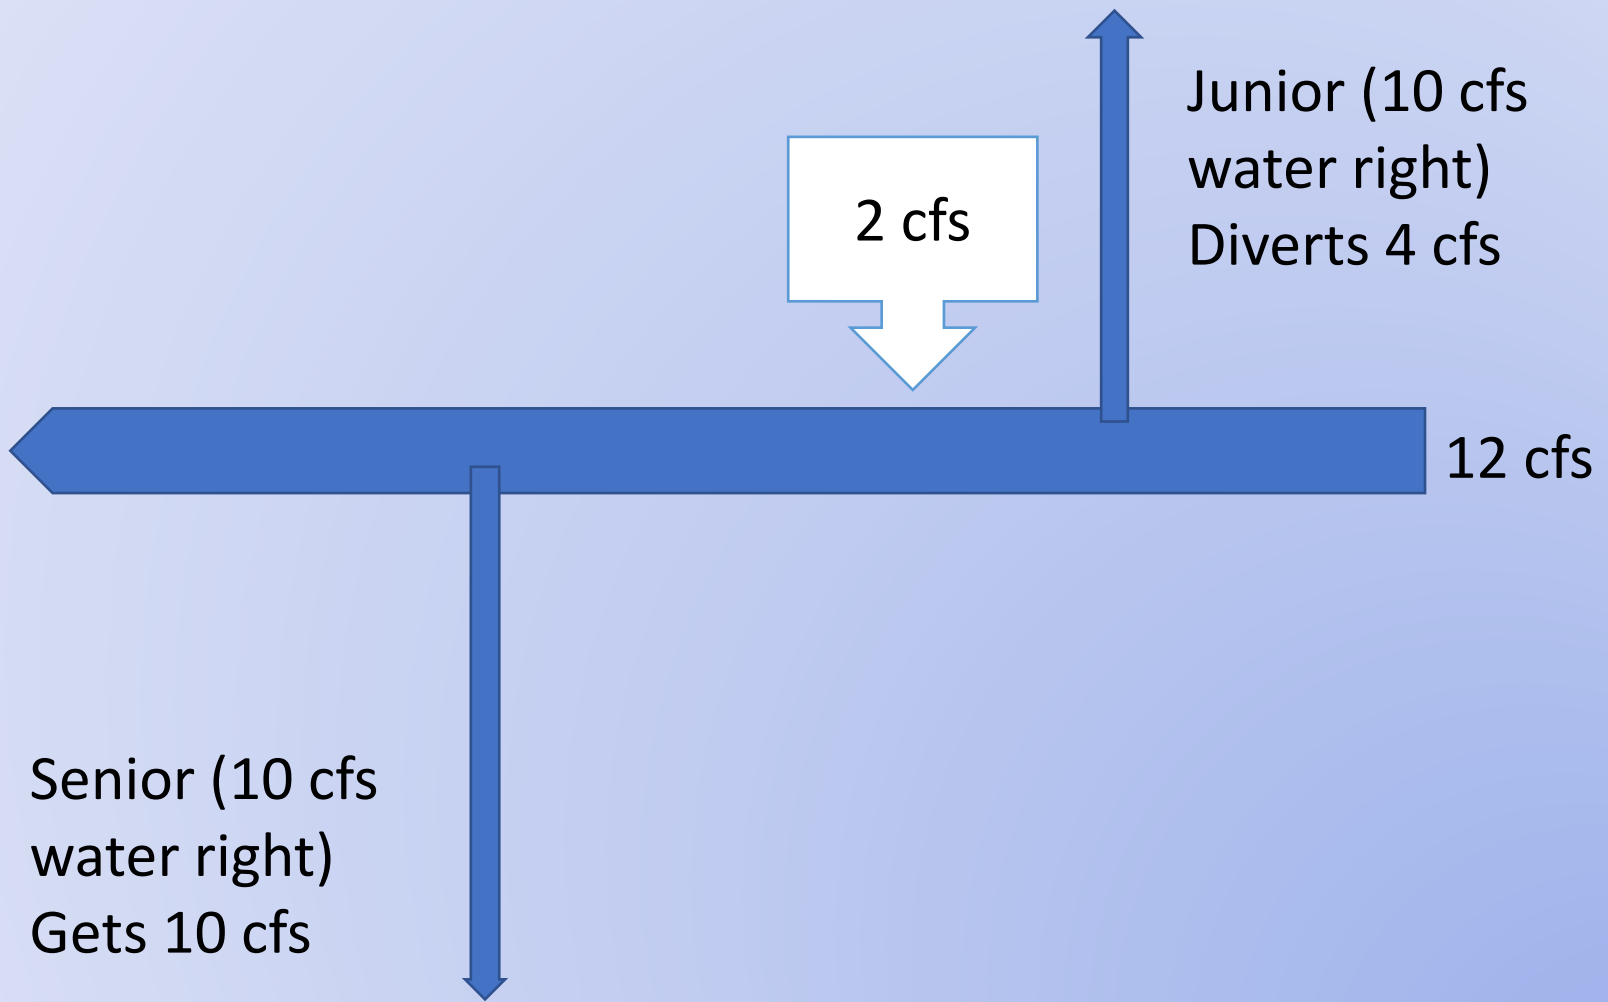 Junior (10 cfs
water right)
Diverts 4 cfs
2 cfs
12 cfs
Senior (10 cfs
water right)
Gets 10 cfs